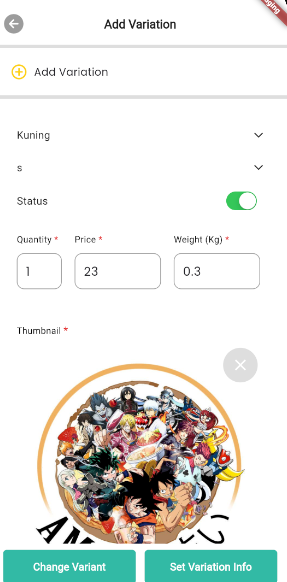 Add Variation
Add Variation
Kuning
s
Status
Quantity *
Price *
Weight (Kg) *
1
23
0.3
Thumbnail *
Change Variant
Set Variation Info